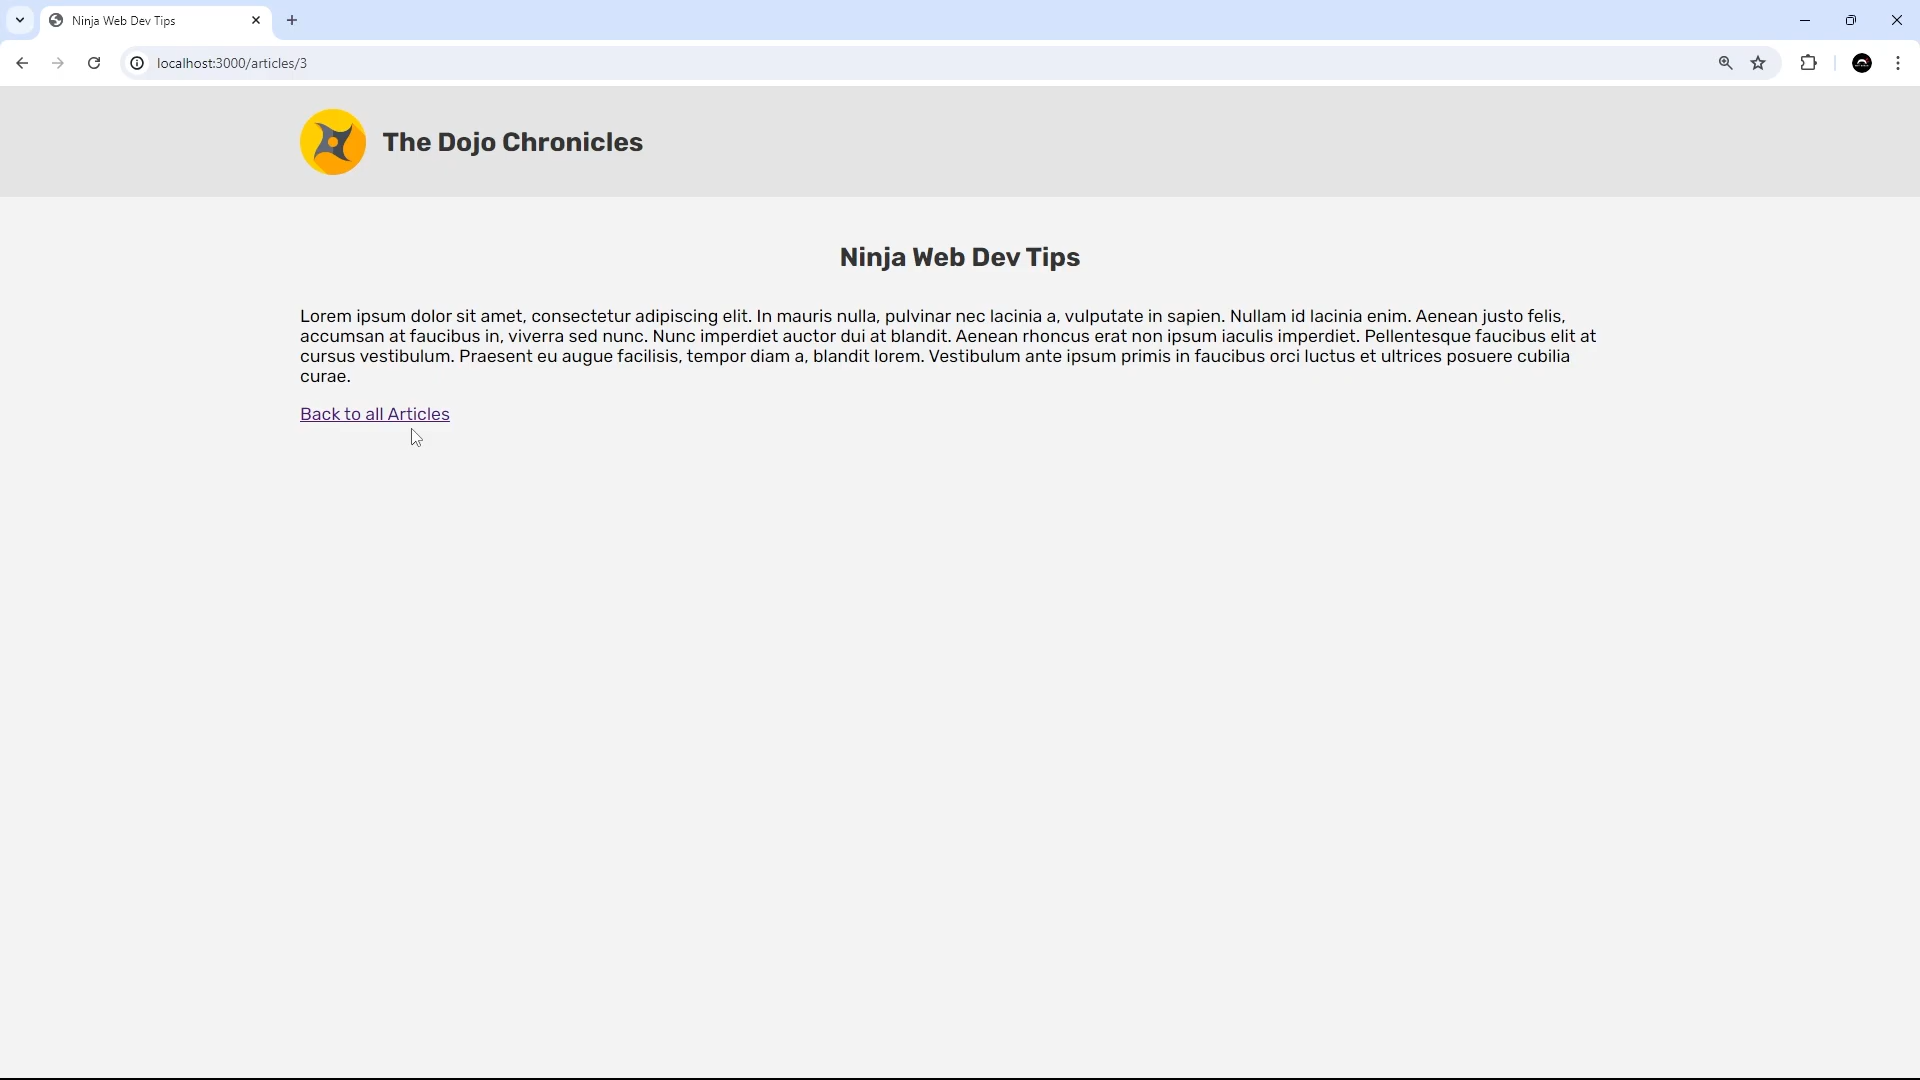 Ninja Web Dev Tips
localhost:3000/articles/3
The Dojo Chronicles
Ninja Web Dev Tips
Lorem ipsum dolor sit amet, consectetur adipiscing elit. In mauris nulla, pulvinar nec lacinia a, vulputate in sapien. Nullam id lacinia enim. Aenean justo felis,
accumsan at faucibus in, viverra sed nunc. Nunc imperdiet auctor dui at blandit. Aenean rhoncus erat non ipsum iaculis imperdiet. Pellentesque faucibus elit at
cursus vestibulum. Praesent eu augue facilisis, tempor diam a, blandit lorem. Vestibulum ante ipsum primis in faucibus orci luctus et ultrices posuere cubilia
curae.
Back to all Articles